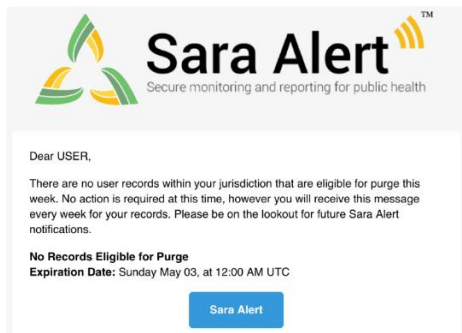 Sara Alert TM
Secure monitoring and reporting for public health
Dear USER,
There are no user records within your jurisdiction that are eligible for purge this
week. No action is required at this time, however you will receive this message
every week for your records. Please be on the lookout for future Sara Alert
notifications.
No Records Eligible for Purge
Expiration Date: Sunday May 03, at 12:00 AM UTC
Sara Alert